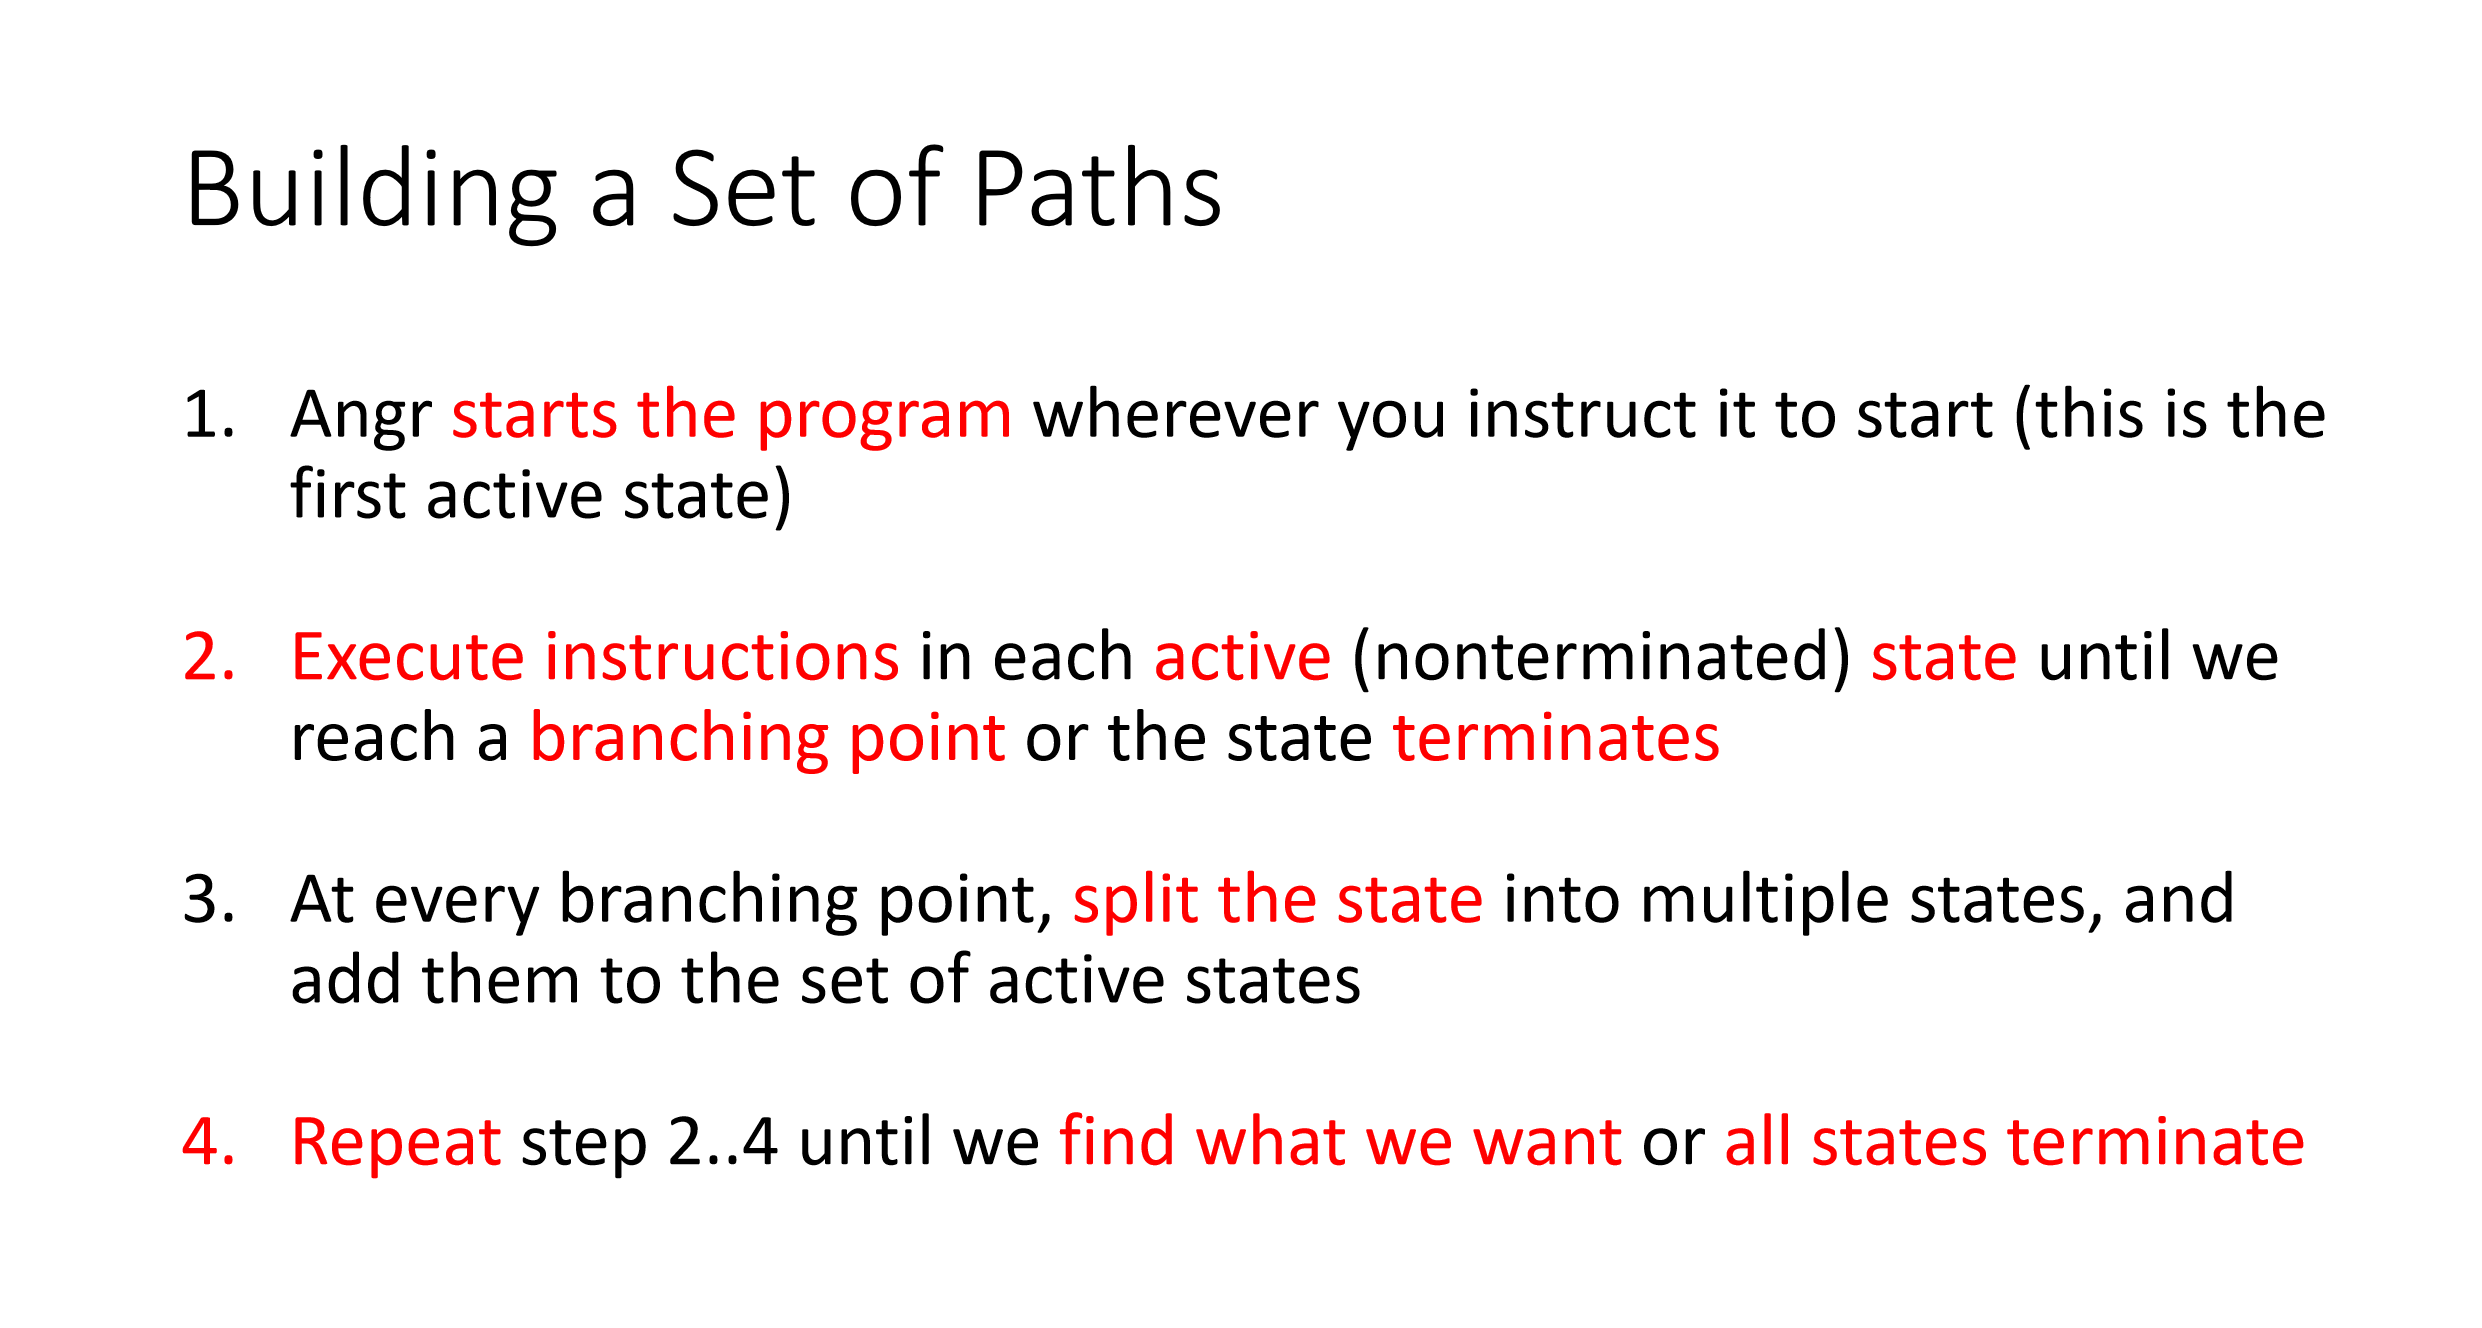 Building a Set of Paths
1. Angr starts the program wherever you instruct it to start (this is the
first active state)
2. Execute instructions in each active (nonterminated) state until we
reach a branching point or the state terminates
3. At every branching point, split the state into multiple states, and
add them to the set of active states
4. Repeat step 2..4 until we find what we want or all states terminate